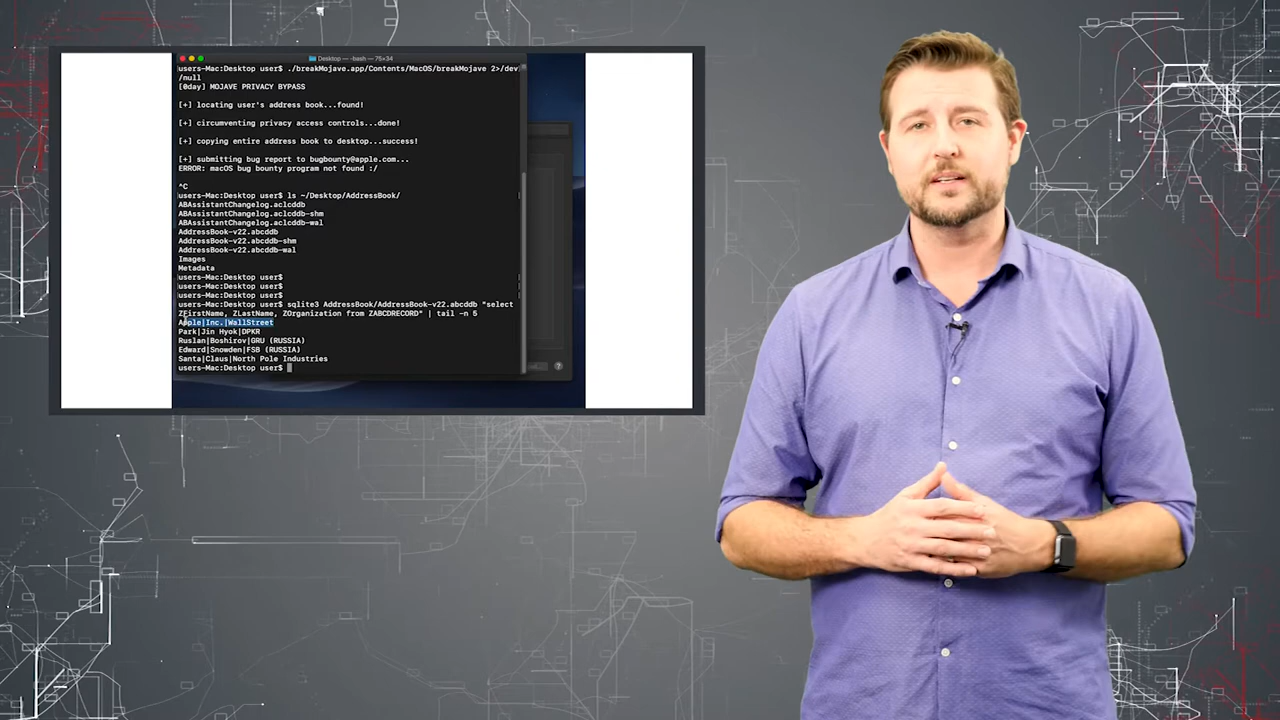 Desktop — -bash — 75×34
users-Mac:Desktop user$ ./breakMojave.app/Contents/MacOS/breakMojave 2>/dev
/null
[0day] MOJAVE PRIVACY BYPASS
[+] locating user's address book...found!
[+] circumventing privacy access controls...done!
[+] copying entire address book to desktop...success!
[+] submitting bug report to bugbounty@apple.com...
ERROR: macOS bug bounty program not found :/
^C
users-Mac:Desktop user$ ls ~/Desktop/AddressBook/
ABAssistantChangelog.aclcddb
ABAssistantChangelog.aclcddb-shm
ABAssistantChangelog.aclcddb-wal
AddressBook-v22.abcddb
AddressBook-v22.abcddb-shm
AddressBook-v22.abcddb-wal
Images
Metadata
users-Mac:Desktop user$
users-Mac:Desktop user$
users-Mac:Desktop user$
users-Mac:Desktop user$ sqlite3 AddressBook/AddressBook-v22.abcddb "select
ZFirstName, ZLastName, ZOrganization from ZABCDRECORD" | tail -n 5
Apple|Inc.|WallStreet
Park|Jin Hyok|DPKR
Ruslan|Boshirov|GRU (RUSSIA)
Edward|Snowden|FSB (RUSSIA)
Santa|Claus|North Pole Industries
users-Mac:Desktop user$
?